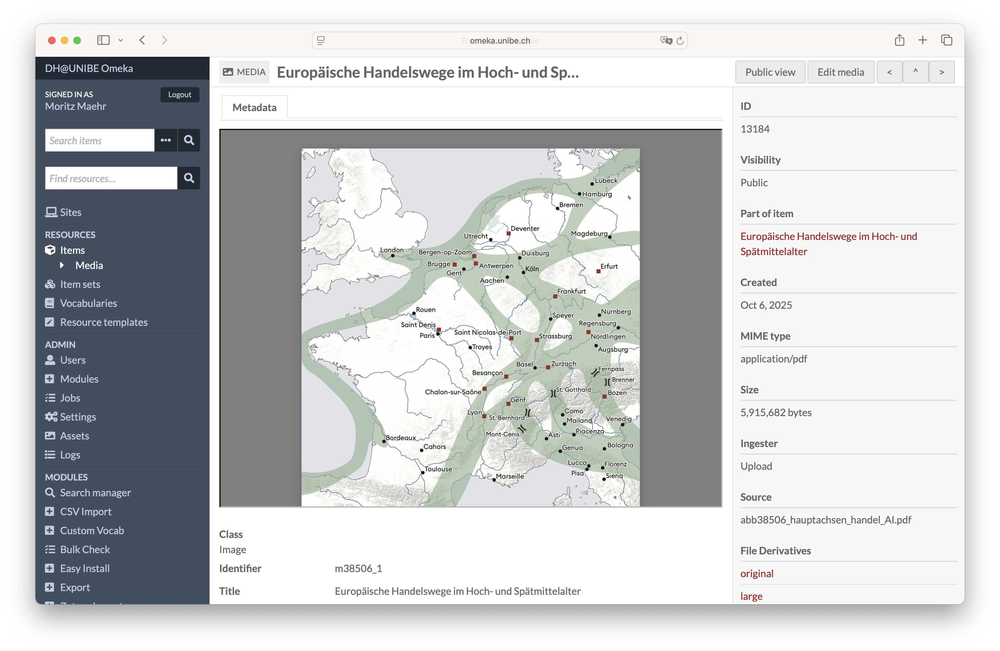 omeka.unibe.ch
DH@UNIBE Omeka
SIGNED IN AS
Moritz Maehr
Logout
Search items
Find resources...
Sites
RESOURCES
Items
Media
Item sets
Vocabularies
Resource templates
ADMIN
Users
Modules
Jobs
Settings
Assets
Logs
MODULES
Search manager
CSV Import
Custom Vocab
Bulk Check
Easy Install
Export
MEDIA
Europäische Handelswege im Hoch- und Sp...
Public view
Edit media
<
^
>
Metadata
Lübeck
Hamburg
Bremen
Deventer
Utrecht
Magdeburg
London
Bergen-op-Zoom
Duisburg
Brügge
Antwerpen
Gent
Köln
Erfurt
Aachen
Frankfurt
Rouen
Speyer
Nürnberg
Saint Denis
Regensburg
Paris
Saint Nicolas-de-Port
Strassburg
Nördlingen
Troyes
Augsburg
Basel
Zurzach
Fernpass
Besançon
Brenner
Chalon-sur-Saône
St. Gotthard
Bozen
Genf
Lyon
St. Bernhard
Como
Mailand
Venedig
Mont-Cenis
Asti
Piacenza
Bordeaux
Cahors
Genua
Bologna
Toulouse
Lucca
Florenz
Marseille
Pisa
Siena
Class
Image
Identifier
m38506_1
Title
Europäische Handelswege im Hoch- und Spätmittelalter
ID
13184
Visibility
Public
Part of item
Europäische Handelswege im Hoch- und
Spätmittelalter
Created
Oct 6, 2025
MIME type
application/pdf
Size
5,915,682 bytes
Ingester
Upload
Source
abb38506_hauptachsen_handel_AI.pdf
File Derivatives
original
large